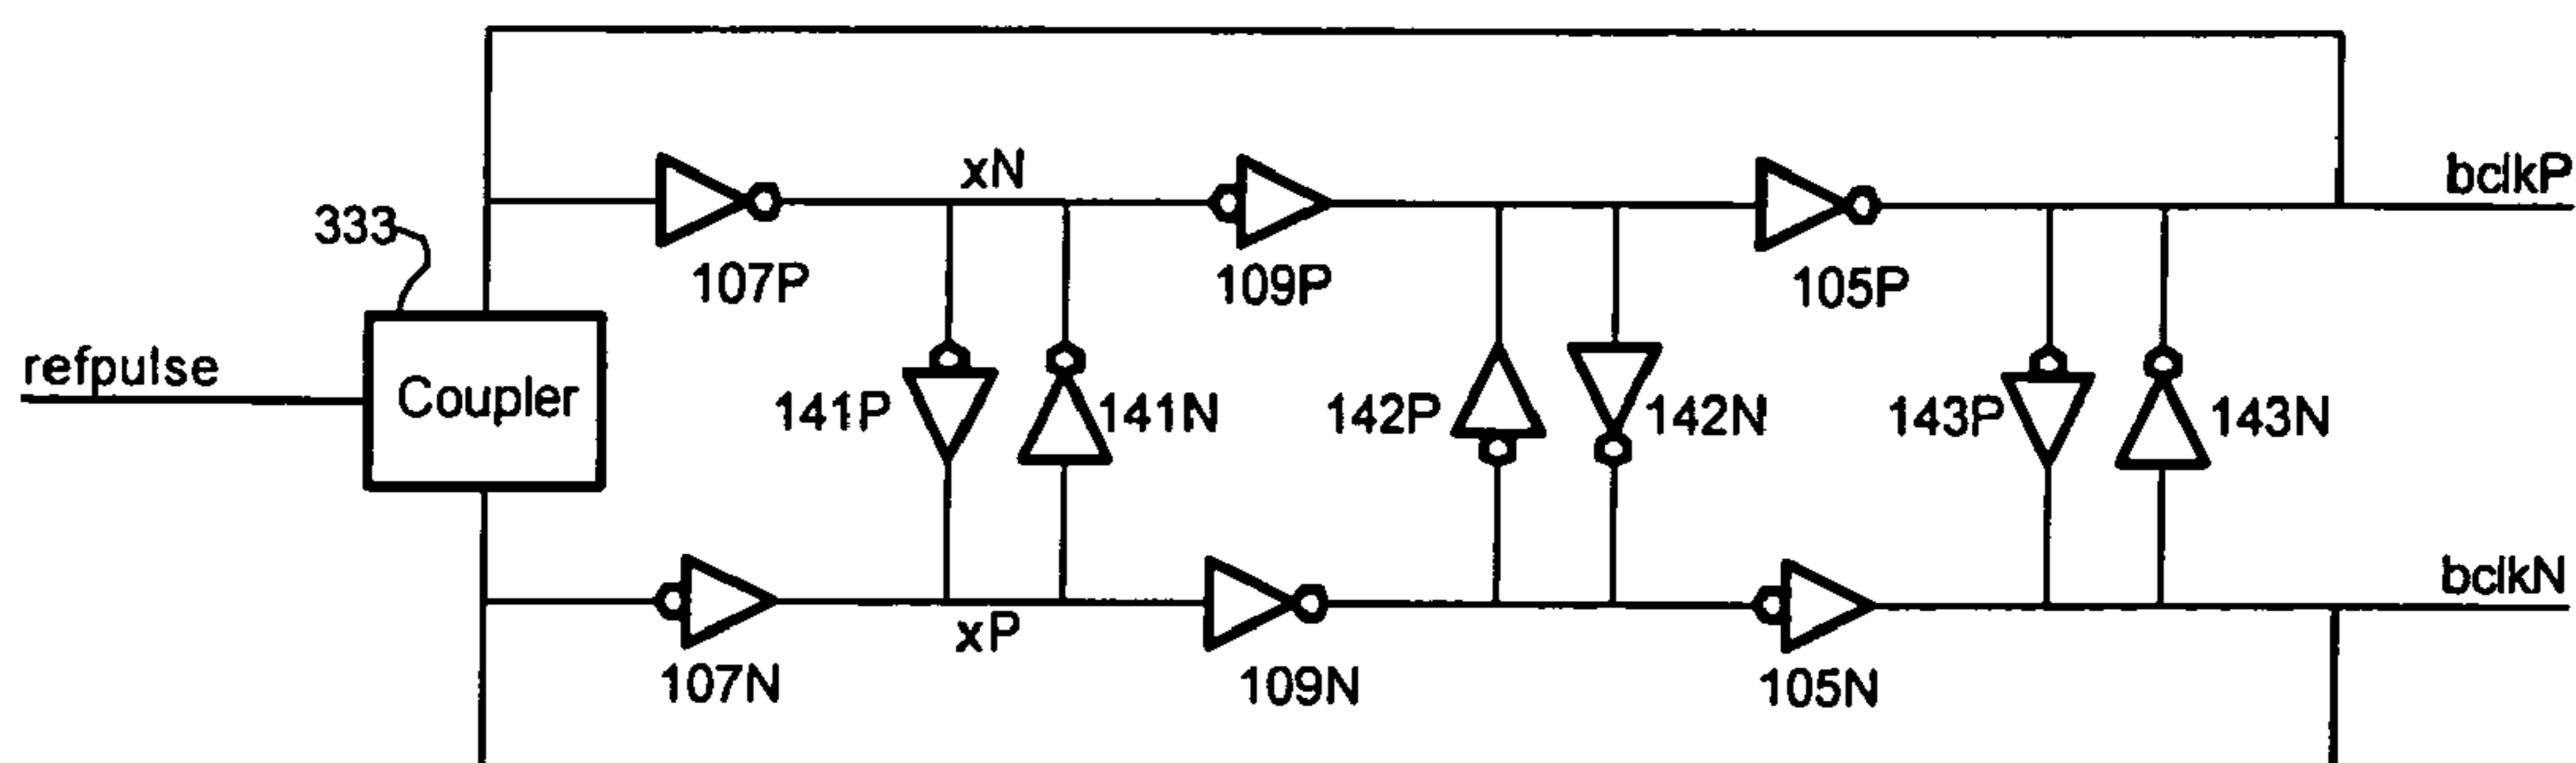 xN
bclkP
333
107P
109P
105P
refpulse
Coupler
141P
141N
142P
142N
143P
143N
bclkN
xP
107N
109N
105N